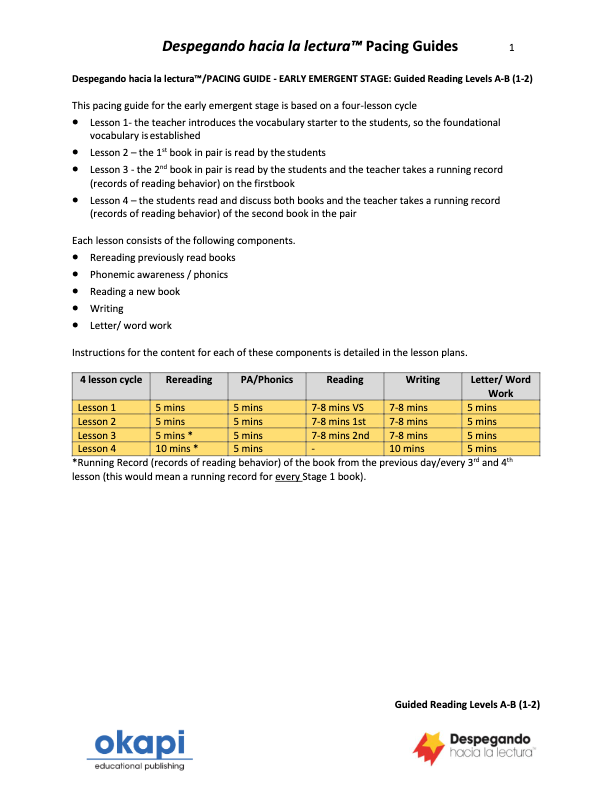 Despegando hacia la lectura™ Pacing Guides 1
Despegando hacia la lectura™/PACING GUIDE - EARLY EMERGENT STAGE: Guided Reading Levels A-B (1-2)
This pacing guide for the early emergent stage is based on a four-lesson cycle
● Lesson 1- the teacher introduces the vocabulary starter to the students, so the foundational
vocabulary is established
● Lesson 2 – the 1st book in pair is read by the students
● Lesson 3 - the 2nd book in pair is read by the students and the teacher takes a running record
(records of reading behavior) on the firstbook
● Lesson 4 – the students read and discuss both books and the teacher takes a running record
(records of reading behavior) of the second book in the pair
Each lesson consists of the following components.
● Rereading previously read books
● Phonemic awareness / phonics
● Reading a new book
● Writing
● Letter/ word work
Instructions for the content for each of these components is detailed in the lesson plans.
4 lesson cycle Rereading PA/Phonics Reading Writing Letter/ Word
Work
Lesson 1 5 mins 5 mins 7-8 mins VS 7-8 mins 5 mins
Lesson 2 5 mins 5 mins 7-8 mins 1st 7-8 mins 5 mins
Lesson 3 5 mins * 5 mins 7-8 mins 2nd 7-8 mins 5 mins
Lesson 4 10 mins * 5 mins - 10 mins 5 mins
*Running Record (records of reading behavior) of the book from the previous day/every 3rd and 4th
lesson (this would mean a running record for every Stage 1 book).
Guided Reading Levels A-B (1-2)
okapi
educational publishing
Despegando
hacia la lectura™